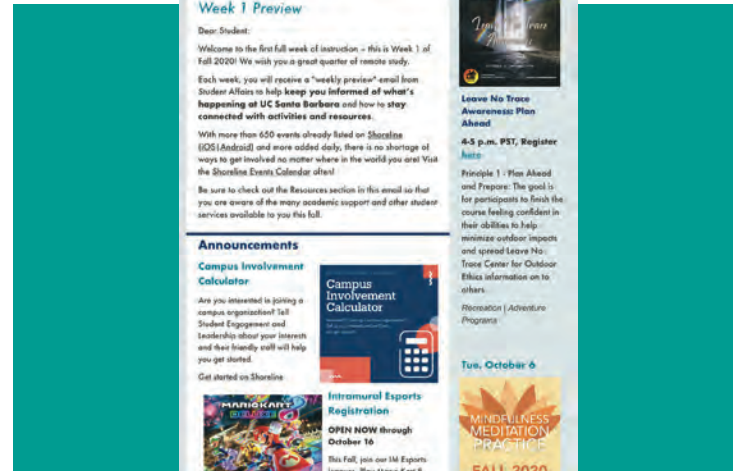 Week 1 Preview
Dear Student:
Welcome to the first full week of instruction – this is Week 1 of
Fall 2020! We wish you a great quarter of remote study.
Each week, you will receive a "weekly preview" email from
Student Affairs to help keep you informed of what's
happening at UC Santa Barbara and how to stay
connected with activities and resources.
With more than 650 events already listed on Shoreline
(iOS|Android) and more added daily, there is no shortage of
ways to get involved no matter where in the world you are! Visit
the Shoreline Events Calendar often!
Be sure to check out the Resources section in this email so that
you are aware of the many academic support and other student
services available to you this fall.
Announcements
Campus Involvement
Calculator
Are you interested in joining a
campus organization? Tell
Student Engagement and
Leadership about your interests
and their friendly staff will help
you get started.
Get started on Shoreline
Campus
Involvement
Calculator
MARIOKART
DELUXE 8
Intramural Esports
Registration
OPEN NOW through
October 16
This Fall, join our IM Esports
Leave No Trace
Awareness: Plan
Ahead
4-5 p.m. PST, Register
here
Principle 1 - Plan Ahead
and Prepare: The goal is
for participants to finish the
course feeling confident in
their abilities to help
minimize outdoor impacts
and spread Leave No
Trace Center for Outdoor
Ethics information on to
others.
Recreation | Adventure
Programs
Tue, October 6
MINDFULNESS
MEDITATION
PRACTICE
FALL 2020